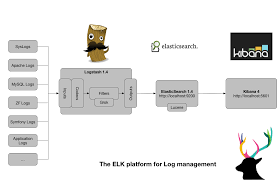 elasticsearch.
kibana
SysLogs
Apache Logs
MySQL Logs
ZF Logs
Symfony Logs
Application Logs
...
Logstash 1.4
Inputs
Codecs
Filters
Grok
Outputs
ElasticSearch 1.4
http://localhost:9200
Lucene
Kibana 4
http://localhost:5601
The ELK platform for Log management